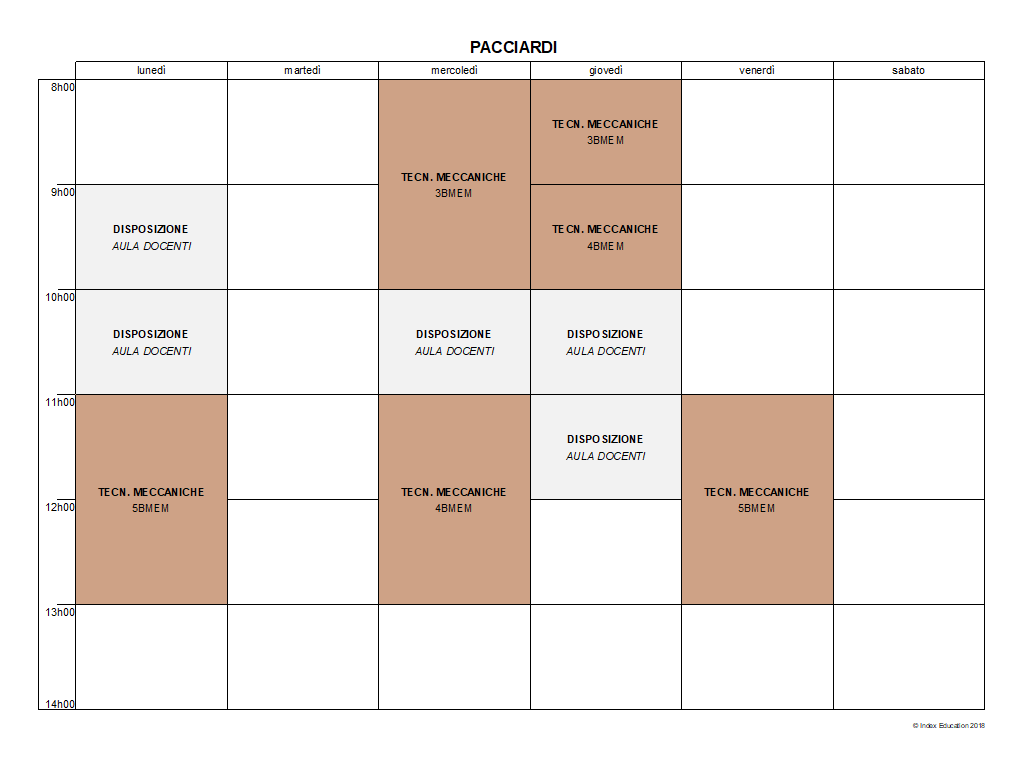 PACCIARDI
lunedì
martedì
mercoledì
giovedì
venerdì
sabato
8h00
TECN. MECCANICHE
3BMEM
TECN. MECCANICHE
3BMEM
9h00
DISPOSIZIONE
AULA DOCENTI
TECN. MECCANICHE
4BMEM
10h00
DISPOSIZIONE
AULA DOCENTI
DISPOSIZIONE
AULA DOCENTI
DISPOSIZIONE
AULA DOCENTI
11h00
TECN. MECCANICHE
5BMEM
TECN. MECCANICHE
4BMEM
DISPOSIZIONE
AULA DOCENTI
TECN. MECCANICHE
5BMEM
12h00
13h00
14h00
© Index Education 2018